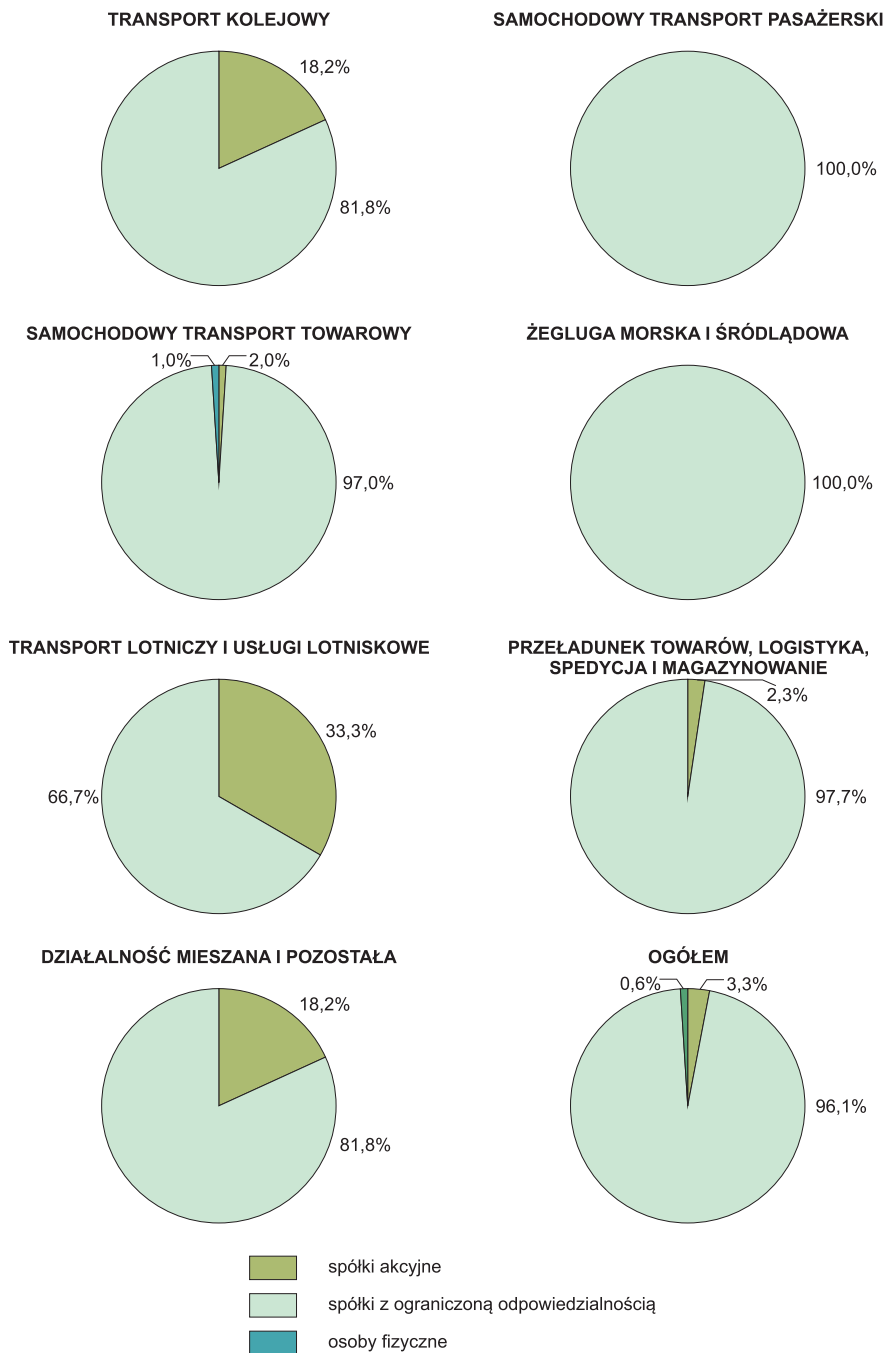 TRANSPORT KOLEJOWY
18,2%
81,8%
SAMOCHODOWY TRANSPORT PASAŻERSKI
100,0%
SAMOCHODOWY TRANSPORT TOWAROWY
1,0%
2,0%
97,0%
ŻEGLUGA MORSKA I ŚRÓDLĄDOWA
100,0%
TRANSPORT LOTNICZY I USŁUGI LOTNISKOWE
33,3%
66,7%
PRZEŁADUNEK TOWARÓW, LOGISTYKA,
SPEDYCJA I MAGAZYNOWANIE
2,3%
97,7%
DZIAŁALNOŚĆ MIESZANA I POZOSTAŁA
18,2%
81,8%
OGÓŁEM
0,6%
3,3%
96,1%
spółki akcyjne
spółki z ograniczoną odpowiedzialnością
osoby fizyczne